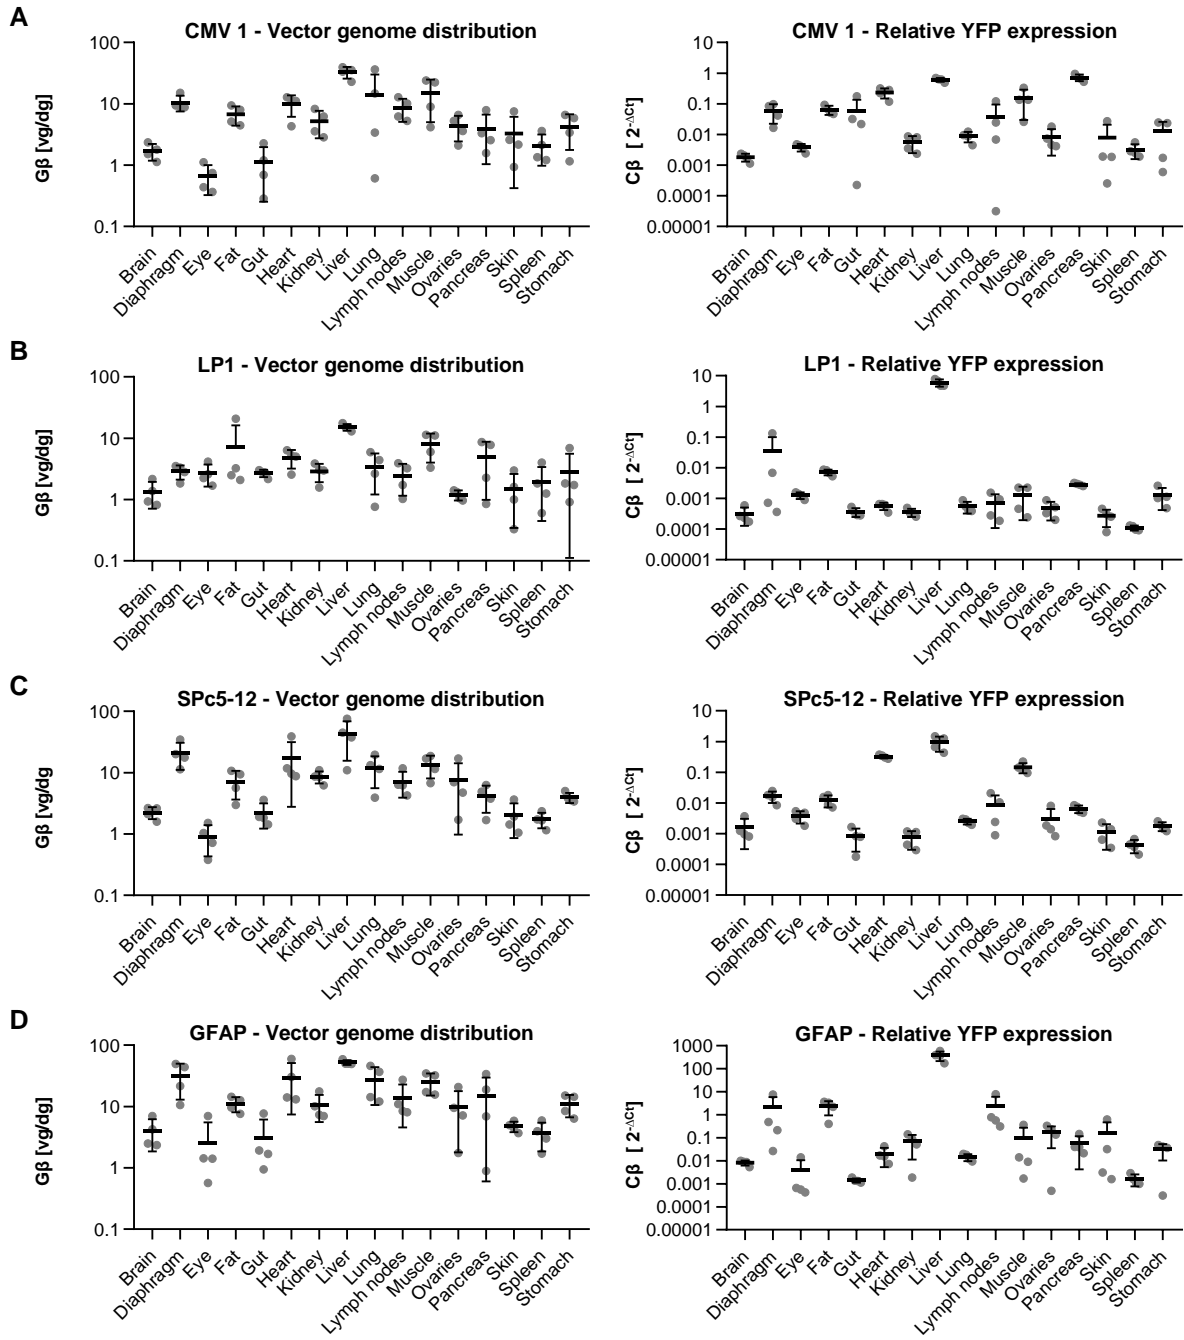 A
CMV 1 - Vector genome distribution
Gβ [vg/dg]
100
10
1
0.1
Brain
Diaphragm
Eye
Fat
Gut
Heart
Kidney
Liver
Lung
Lymph nodes
Muscle
Ovaries
Pancreas
Skin
Spleen
Stomach
CMV 1 - Relative YFP expression
Cβ [ 2-ΔCt]
10
1
0.1
0.01
0.001
0.0001
0.00001
Brain
Diaphragm
Eye
Fat
Gut
Heart
Kidney
Liver
Lung
Lymph nodes
Muscle
Ovaries
Pancreas
Skin
Spleen
Stomach
B
LP1 - Vector genome distribution
Gβ [vg/dg]
100
10
1
0.1
Brain
Diaphragm
Eye
Fat
Gut
Heart
Kidney
Liver
Lung
Lymph nodes
Muscle
Ovaries
Pancreas
Skin
Spleen
Stomach
LP1 - Relative YFP expression
Cβ [ 2-ΔCt]
10
1
0.1
0.01
0.001
0.0001
0.00001
Brain
Diaphragm
Eye
Fat
Gut
Heart
Kidney
Liver
Lung
Lymph nodes
Muscle
Ovaries
Pancreas
Skin
Spleen
Stomach
C
SPc5-12 - Vector genome distribution
Gβ [vg/dg
100
10
1
0.1
Brain
Diaphragm
Eye
Fat
Gut
Heart
Kidney
Liver
Lung
Lymph nodes
Muscle
Ovaries
Pancreas
Skin
Spleen
Stomach
SPc5-12 - Relative YFP expression
Cβ [ 2-ΔCt]
10
1
0.1
0.01
0.001
0.0001
0.00001
Brain
Diaphragm
Eye
Fat
Gut
Heart
Kidney
Liver
Lung
Lymph nodes
Muscle
Ovaries
Pancreas
Skin
Spleen
Stomach
D
GFAP - Vector genome distribution
Gβ [vg/dg]
100
10
1
0.1
Brain
Diaphragm
Eye
Fat
Gut
Heart
Kidney
Liver
Lung
Lymph nodes
Muscle
Ovaries
Pancreas
Skin
Spleen
Stomach
GFAP - Relative YFP expression
Cβ [ 2-ΔCt]
1000
100
10
1
0.1
0.01
0.001
0.0001
0.00001
Brain
Diaphragm
Eye
Fat
Gut
Heart
Kidney
Liver
Lung
Lymph nodes
Muscle
Ovaries
Pancreas
Skin
Spleen
Stomach